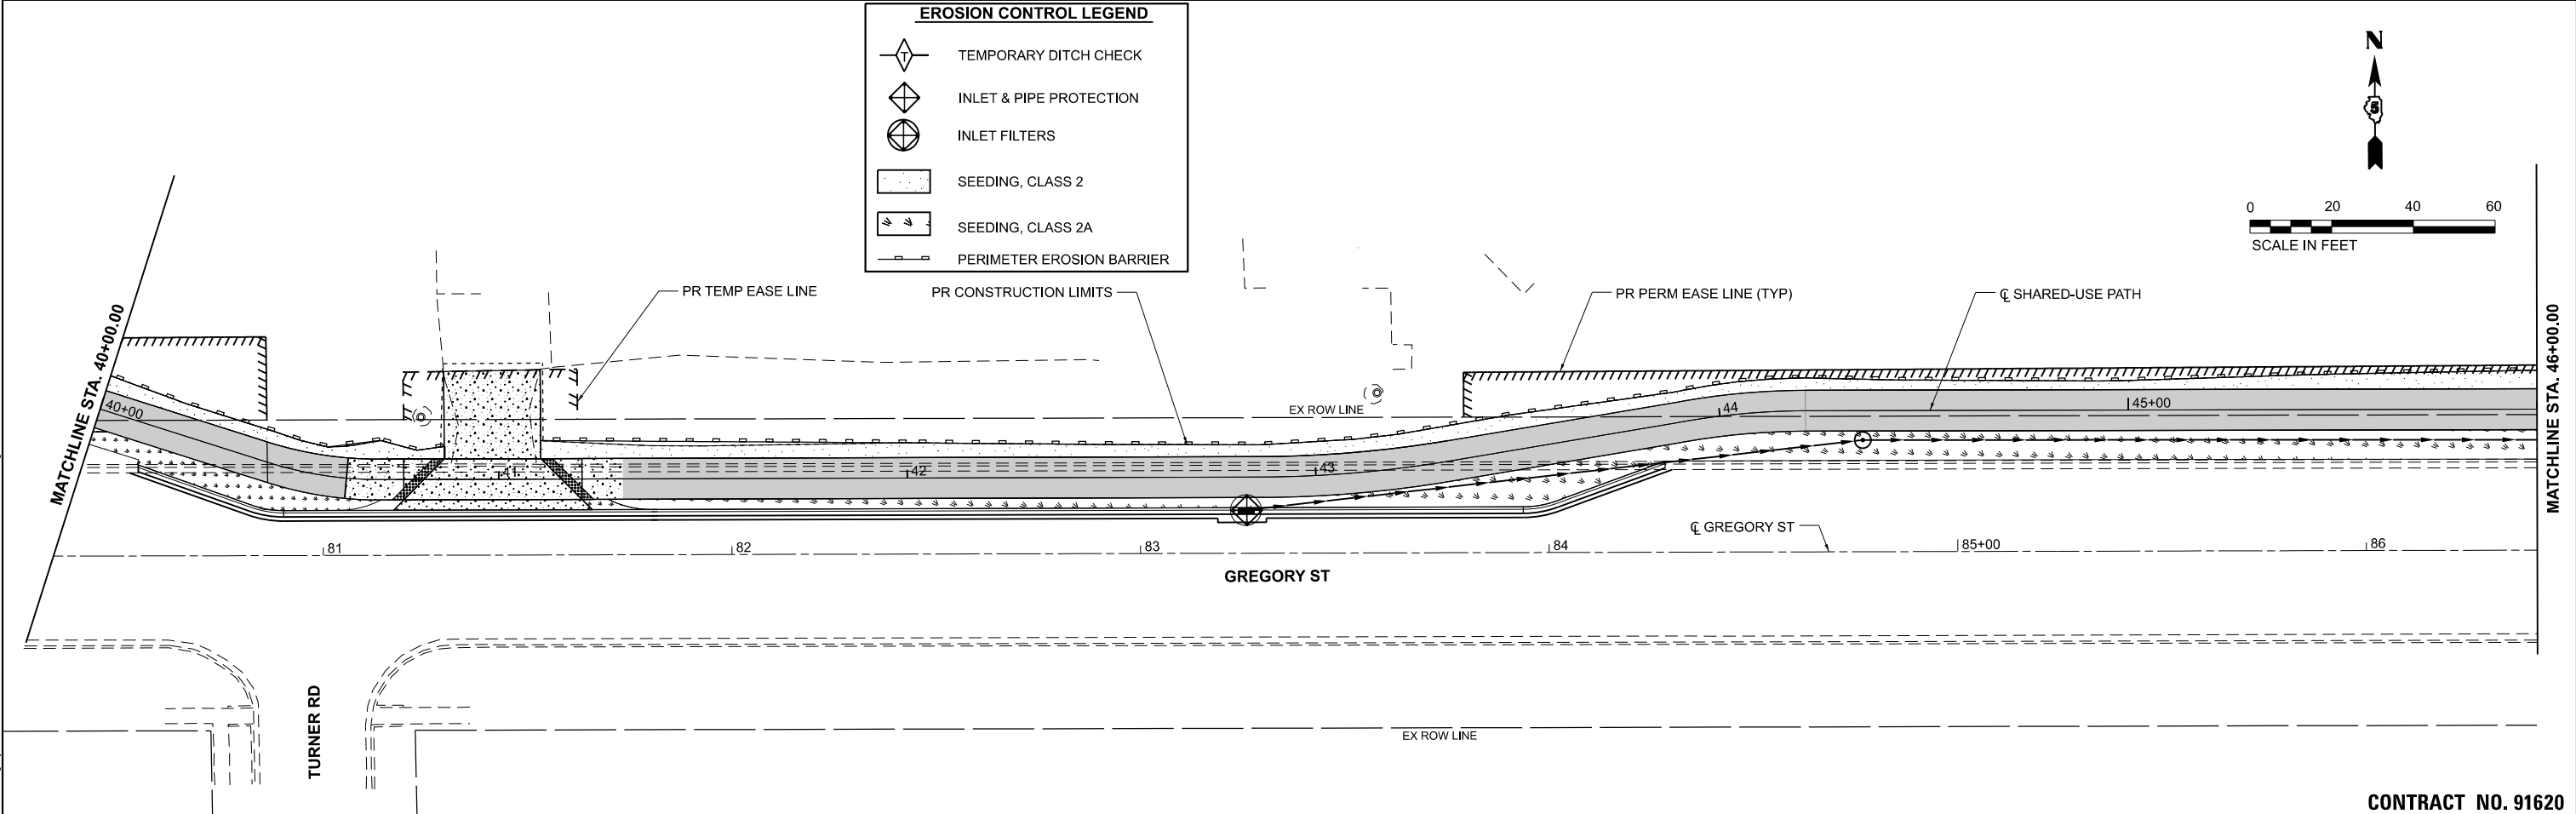 EROSION CONTROL LEGEND
T
TEMPORARY DITCH CHECK
INLET & PIPE PROTECTION
INLET FILTERS
SEEDING, CLASS 2
SEEDING, CLASS 2A
PERIMETER EROSION BARRIER
N
5
0 20 40 60
SCALE IN FEET
MATCHLINE STA. 40+00.00
PR TEMP EASE LINE
PR CONSTRUCTION LIMITS
PR PERM EASE LINE (TYP)
℄ SHARED-USE PATH
MATCHLINE STA. 46+00.00
40+00
EX ROW LINE
41
42
43
44
45+00
℄ GREGORY ST
81
82
83
84
85+00
86
GREGORY ST
TURNER RD
EX ROW LINE
CONTRACT NO. 91620